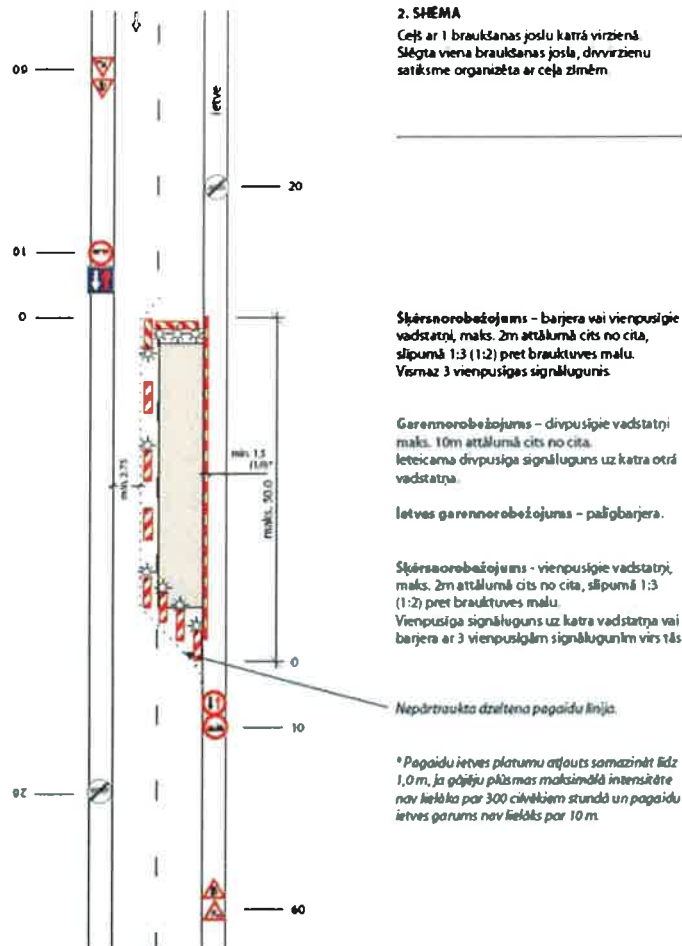 2. SHĒMA
Ceļš ar 1 braukšanas joslu katrā virzienā
Slēgta viena braukšanas josla, divvirzienu
satiksme organizēta ar ceļa zīmēm
60
ietve
20
10
0
Šķērsnorobežojums – barjera vai vienpusīgie
vadstatņi, maks. 2m attālumā cits no cita,
slīpumā 1:3 (1:2) pret brauktuves malu.
Vismaz 3 vienpusīgas signālugunis
Garennorobežojums – divpusīgie vadstatņi
maks. 10m attālumā cits no cita.
Ieteicama divpusīga signāluguns uz katra otrā
vadstatņa.
min. 2.75
min. 1,5
(1,0)*
maks. 50.0
Ietves garennorobežojums – palīgbarjera.
Šķērsnorobežojums - vienpusīgie vadstatņi,
maks. 2m attālumā cits no cita, slīpumā 1:3
(1:2) pret brauktuves malu.
Vienpusīga signāluguns uz katra vadstatņa vai
barjera ar 3 vienpusīgām signālugunīm virs tās
0
Nepārtraukta dzeltena pagaidu līnija.
10
* Pagaidu ietves platumu atļauts samazināt līdz
1,0 m, ja gājēju plūsmas maksimālā intensitāte
nav lielāka par 300 cilvēkiem stundā un pagaidu
ietves garums nav lielāks par 10 m.
20
60